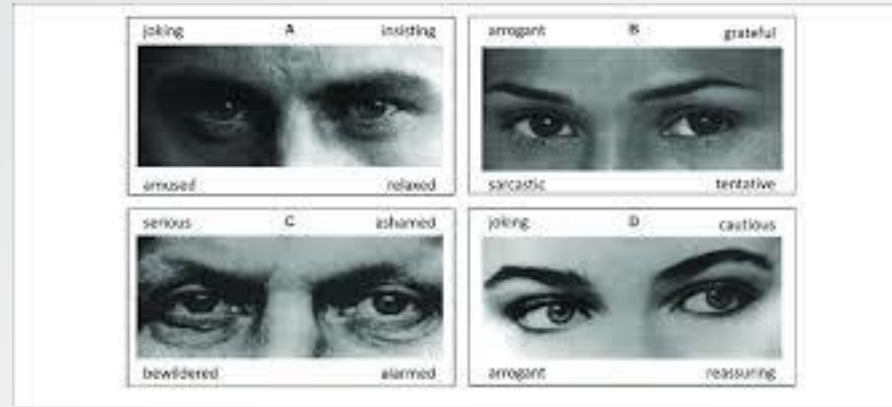 joking A insisting
amused relaxed
arrogant B grateful
sarcastic tentative
serious C ashamed
bewildered alarmed
joking D cautious
arrogant reassuring